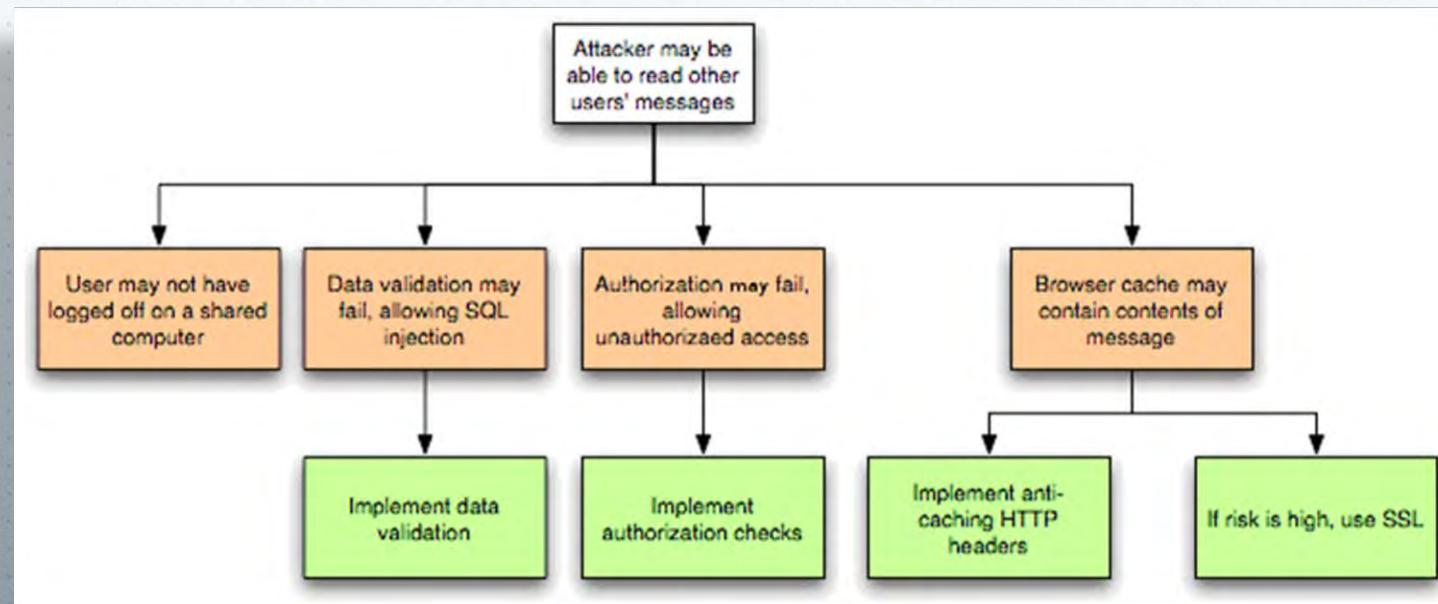 Attacker may be
able to read other
users' messages
User may not have
logged off on a shared
computer
Data validation may
fail, allowing SQL
injection
Authorization may fail,
allowing
unauthorizaed access
Browser cache may
contain contents of
message
Implement data
validation
Implement
authorization checks
Implement anti-
caching HTTP
headers
If risk is high, use SSL